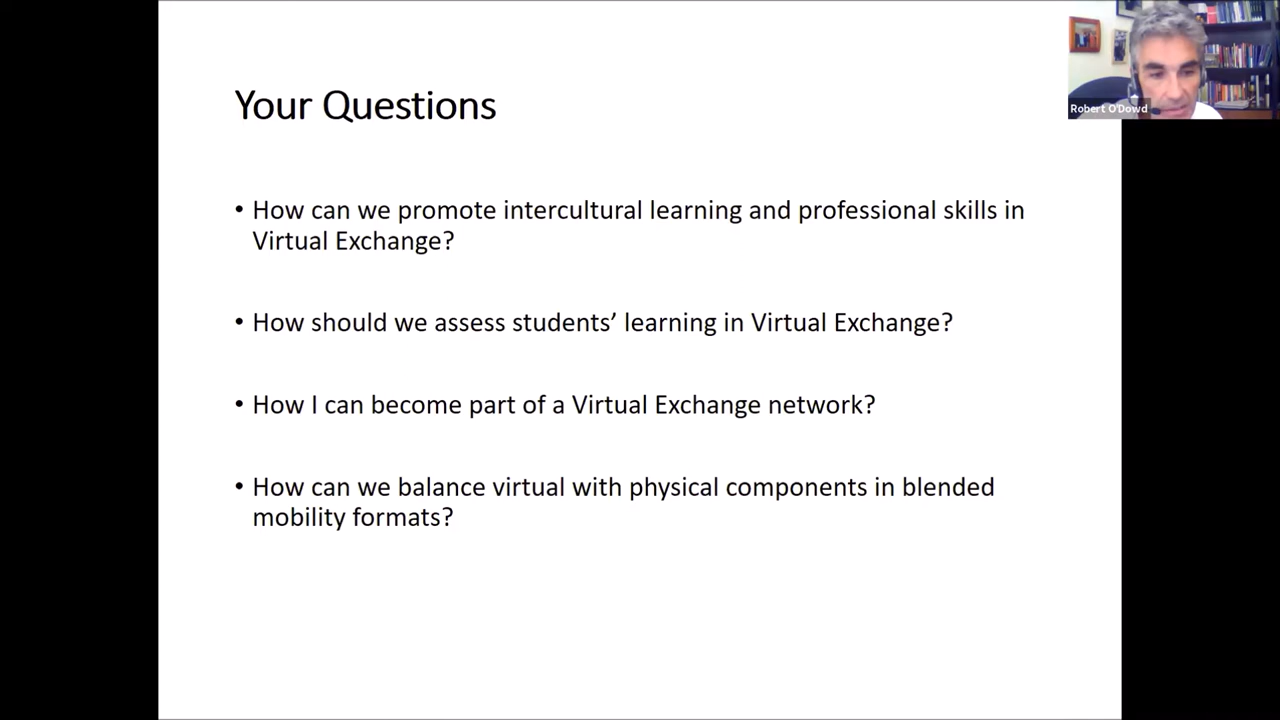 Robert O'Dowd
Your Questions
• How can we promote intercultural learning and professional skills in
Virtual Exchange?
• How should we assess students’ learning in Virtual Exchange?
• How I can become part of a Virtual Exchange network?
• How can we balance virtual with physical components in blended
mobility formats?